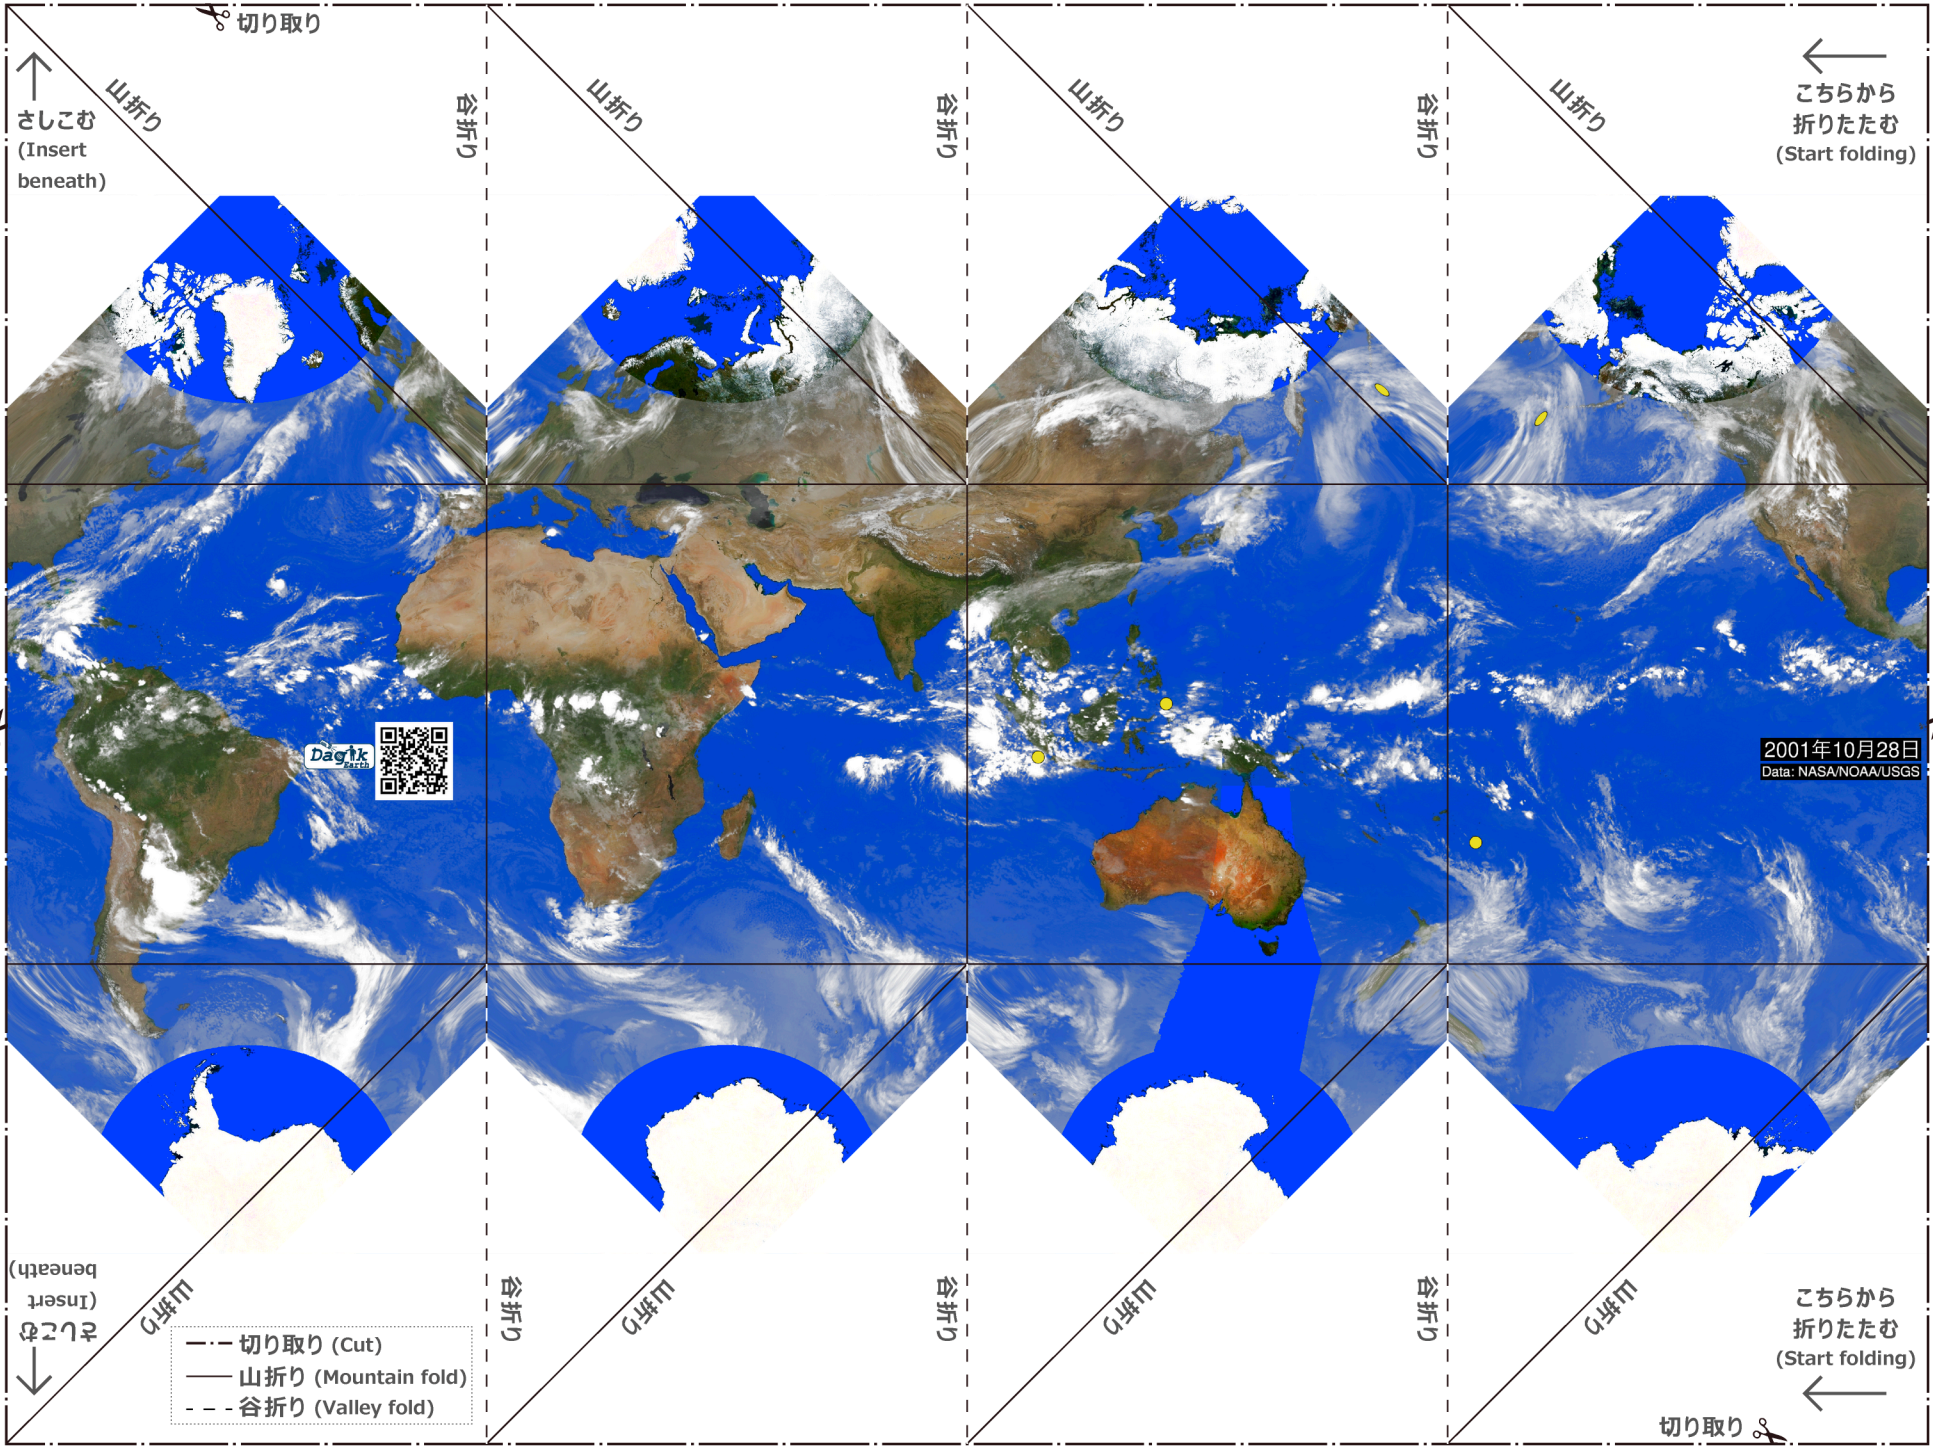 切り取り
山折り
谷折り
山折り
谷折り
山折り
谷折り
山折り
さしこむ
(Insert
beneath)
こちらから
折りたたむ
(Start folding)
Dagik
Earth
2001年10月28日
Data: NASA/NOAA/USGS
さしこむ
(Insert
beneath)
山折り
谷折り
山折り
谷折り
山折り
谷折り
山折り
こちらから
折りたたむ
(Start folding)
切り取り (Cut)
山折り (Mountain fold)
谷折り (Valley fold)
切り取り